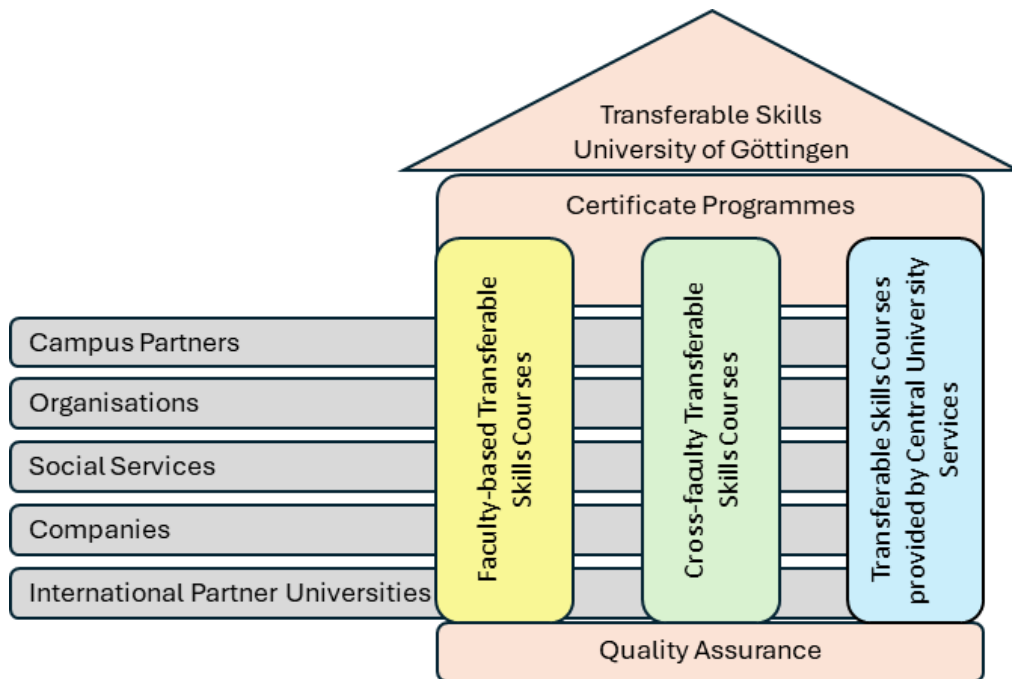 Transferable Skills
University of Göttingen
Certificate Programmes
Faculty-based Transferable
Skills Courses
Cross-faculty Transferable
Skills Courses
Transferable Skills Courses
provided by Central University
Services
Campus Partners
Organisations
Social Services
Companies
International Partner Universities
Quality Assurance